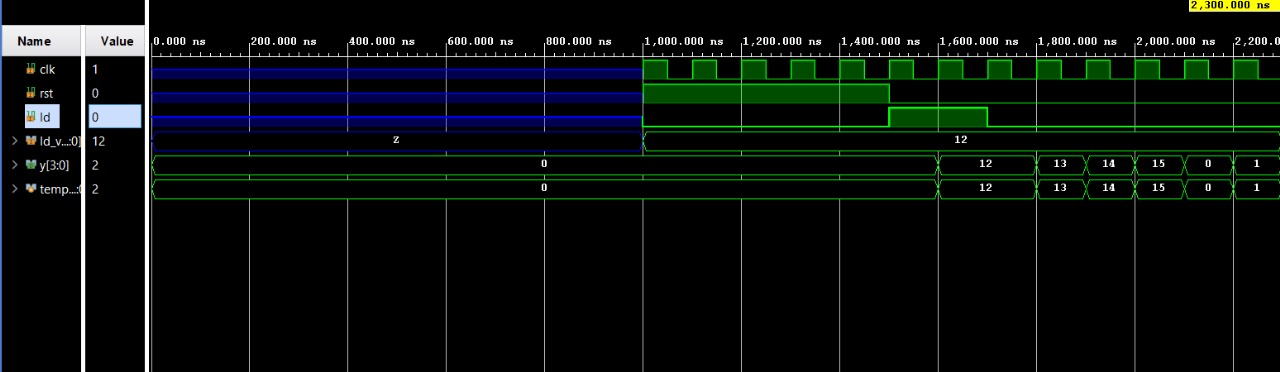 2,300.000 ns
Name Value 0.000 ns 200.000 ns 400.000 ns 600.000 ns 800.000 ns 1,000.000 ns 1,200.000 ns 1,400.000 ns 1,600.000 ns 1,800.000 ns 2,000.000 ns 2,200.0
clk 1
rst 0
ld 0
ld_v...:0] 12 Z 12
y[3:0] 2 0 12 13 14 15 0 1
temp...:0 2 0 12 13 14 15 0 1